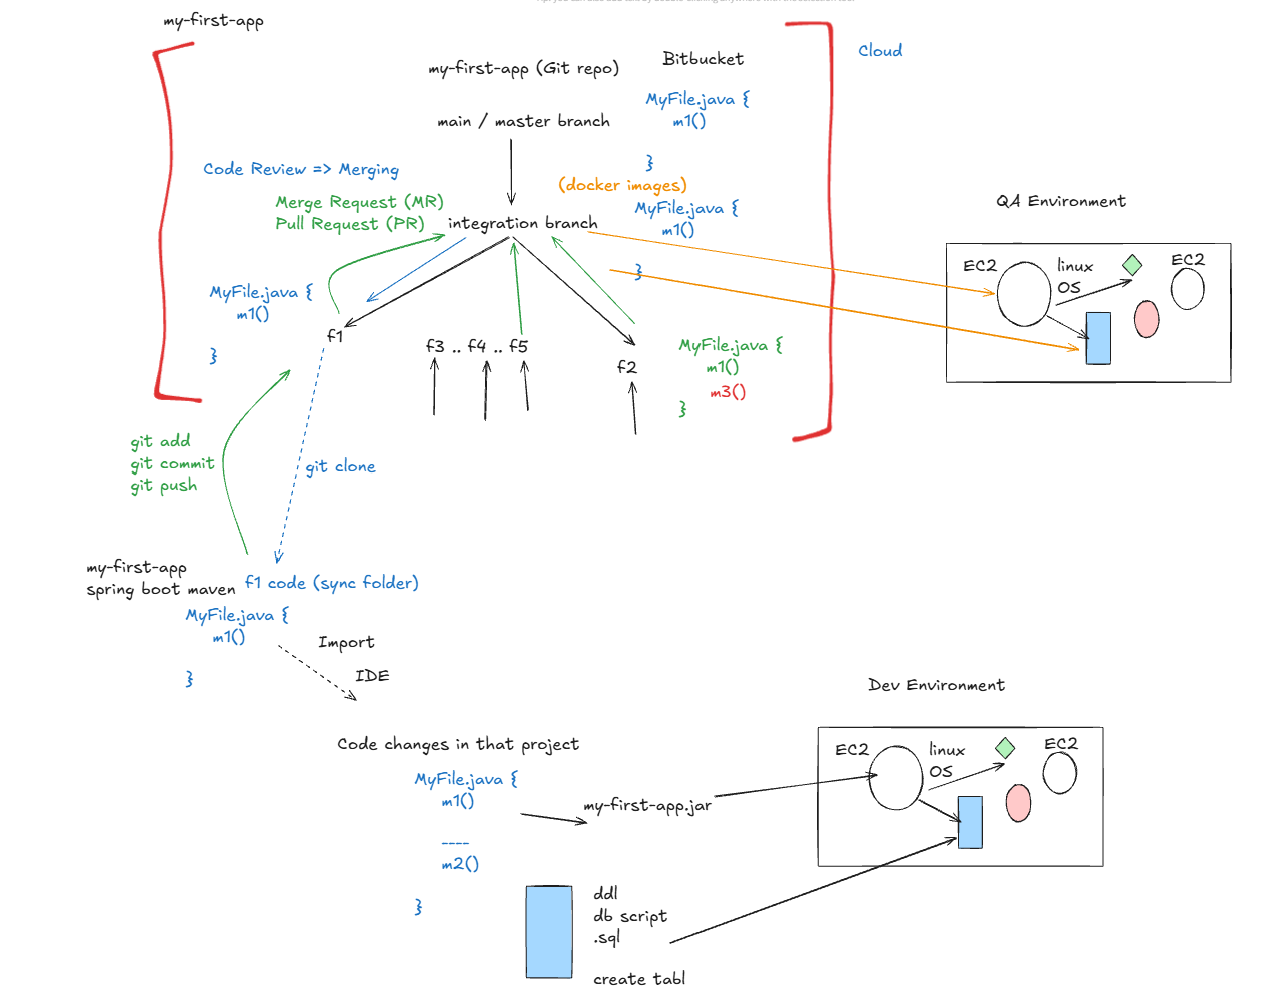 my-first-app
Cloud
Bitbucket
my-first-app (Git repo)
MyFile.java {
m1()
}
main / master branch
Code Review => Merging
(docker images)
Merge Request (MR)
Pull Request (PR)
integration branch
MyFile.java {
m1()
}
QA Environment
EC2
linux
OS
EC2
MyFile.java {
m1()
}
f1
f3 .. f4 .. f5
f2
MyFile.java {
m1()
m3()
}
git add
git commit
git push
git clone
my-first-app
spring boot maven
f1 code (sync folder)
MyFile.java {
m1()
}
Import
IDE
Dev Environment
EC2
linux
OS
EC2
Code changes in that project
MyFile.java {
m1()
----
m2()
}
my-first-app.jar
ddl
db script
.sql
create tabl